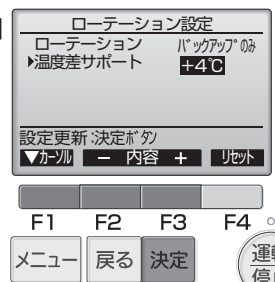 ローテーション設定
ローテーション バックアップのみ
▶温度差サポート +4℃
設定更新:決定ボタン
▼カーソル − 内容 + リセット
F1 F2 F3 F4
メニュー 戻る 決定